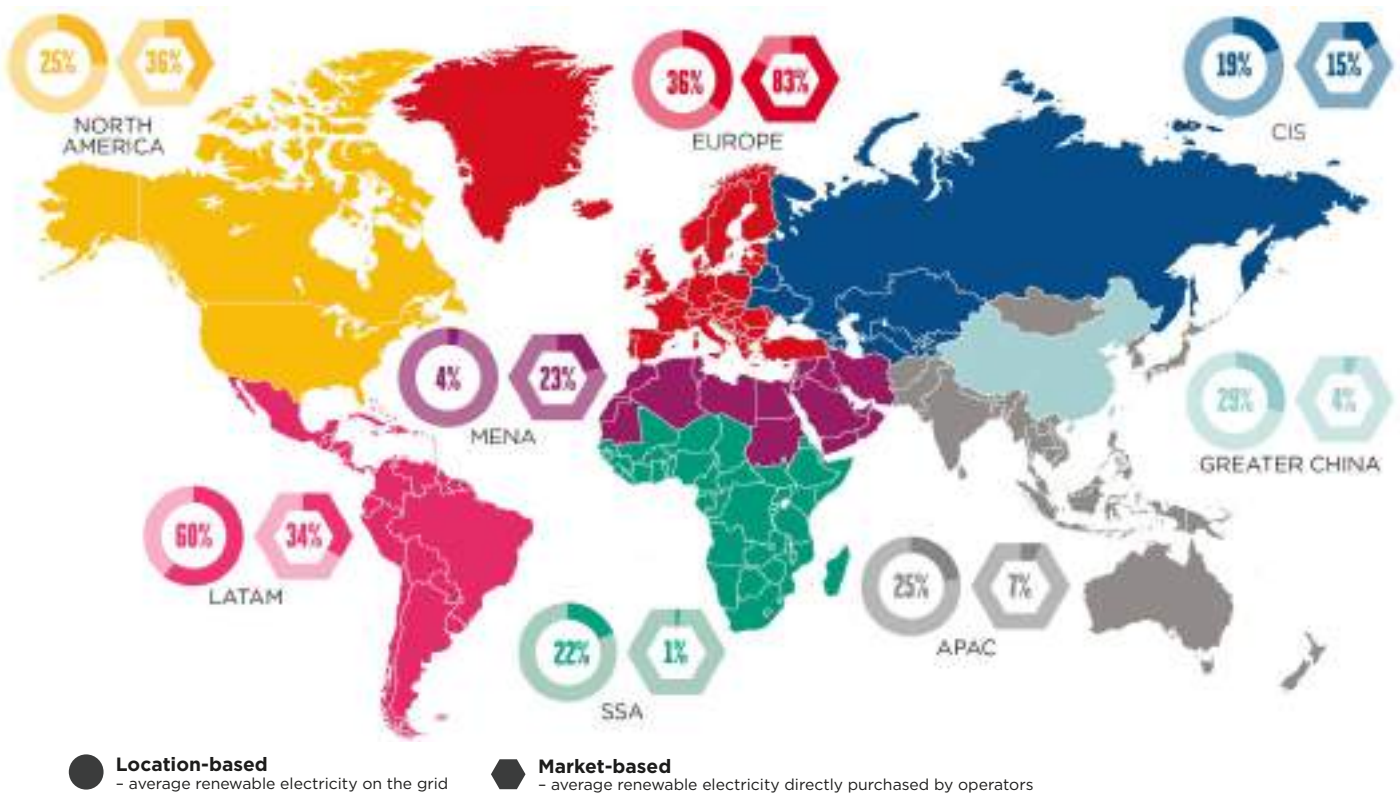 25%
36%
NORTH
AMERICA
36%
83%
EUROPE
19%
15%
CIS
4%
23%
MENA
29%
4%
GREATER CHINA
60%
34%
LATAM
25%
7%
APAC
22%
1%
SSA
Location-based
– average renewable electricity on the grid
Market-based
– average renewable electricity directly purchased by operators